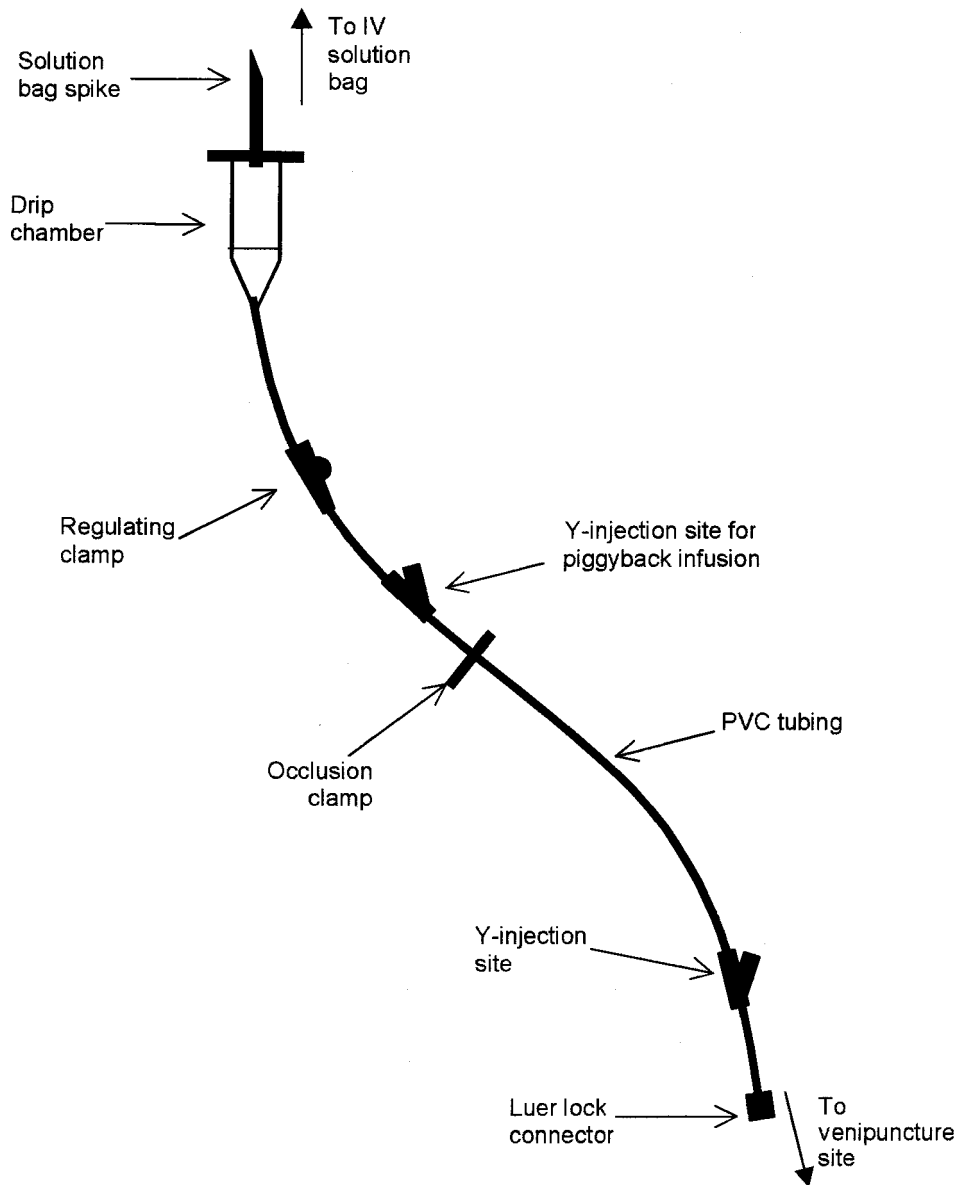 To IV
solution
bag
Solution
bag spike
Drip
chamber
Regulating
clamp
Y-injection site for
piggyback infusion
PVC tubing
Occlusion
clamp
Y-injection
site
Luer lock
connector
To
venipuncture
site